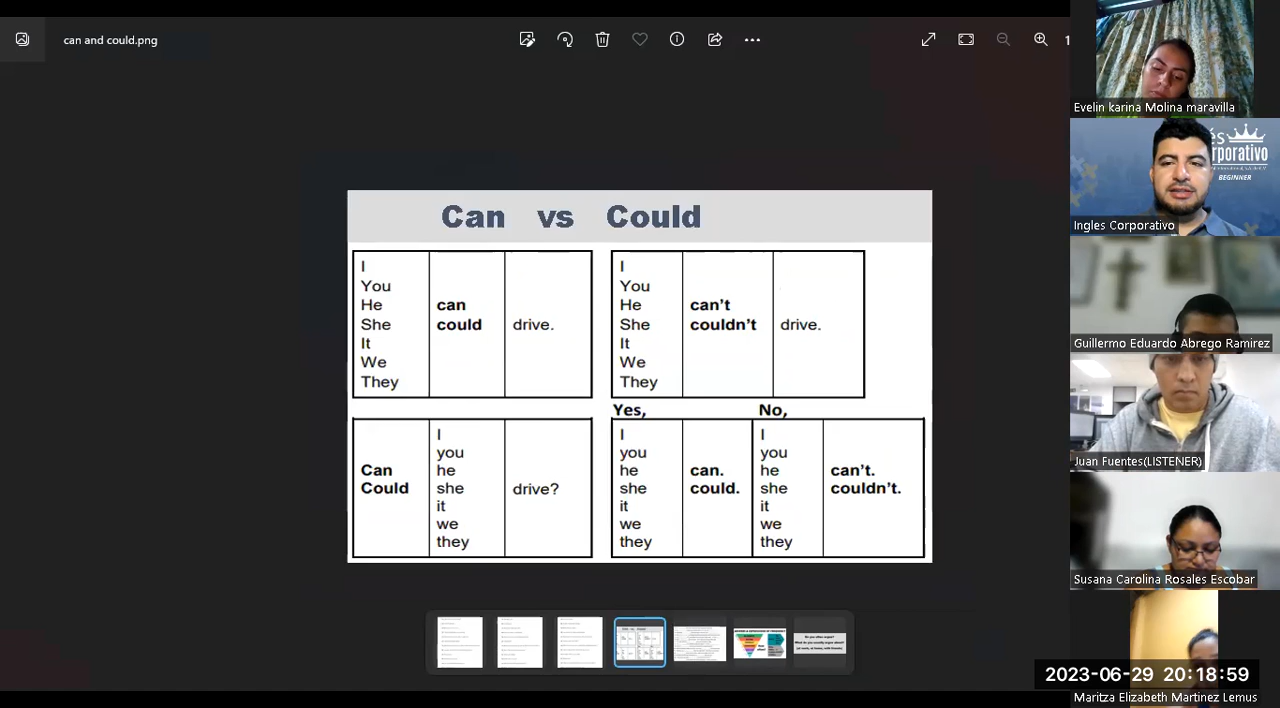 can and could.png
1
Can vs Could
I
You
He
She
It
We
They
can
could
drive.
I
You
He
She
It
We
They
can't
couldn't
drive.
Can
Could
I
you
he
she
it
we
they
drive?
Yes,
I
you
he
she
it
we
they
can.
could.
No,
I
you
he
she
it
we
they
can't.
couldn't.
Evelin karina Molina maravilla
és
rporativo
BEGINNER
Ingles Corporativo
Guillermo Eduardo Abrego Ramirez
Juan Fuentes(LISTENER)
Susana Carolina Rosales Escobar
2023-06-29 20:18:59
Maritza Elizabeth Martinez Lemus